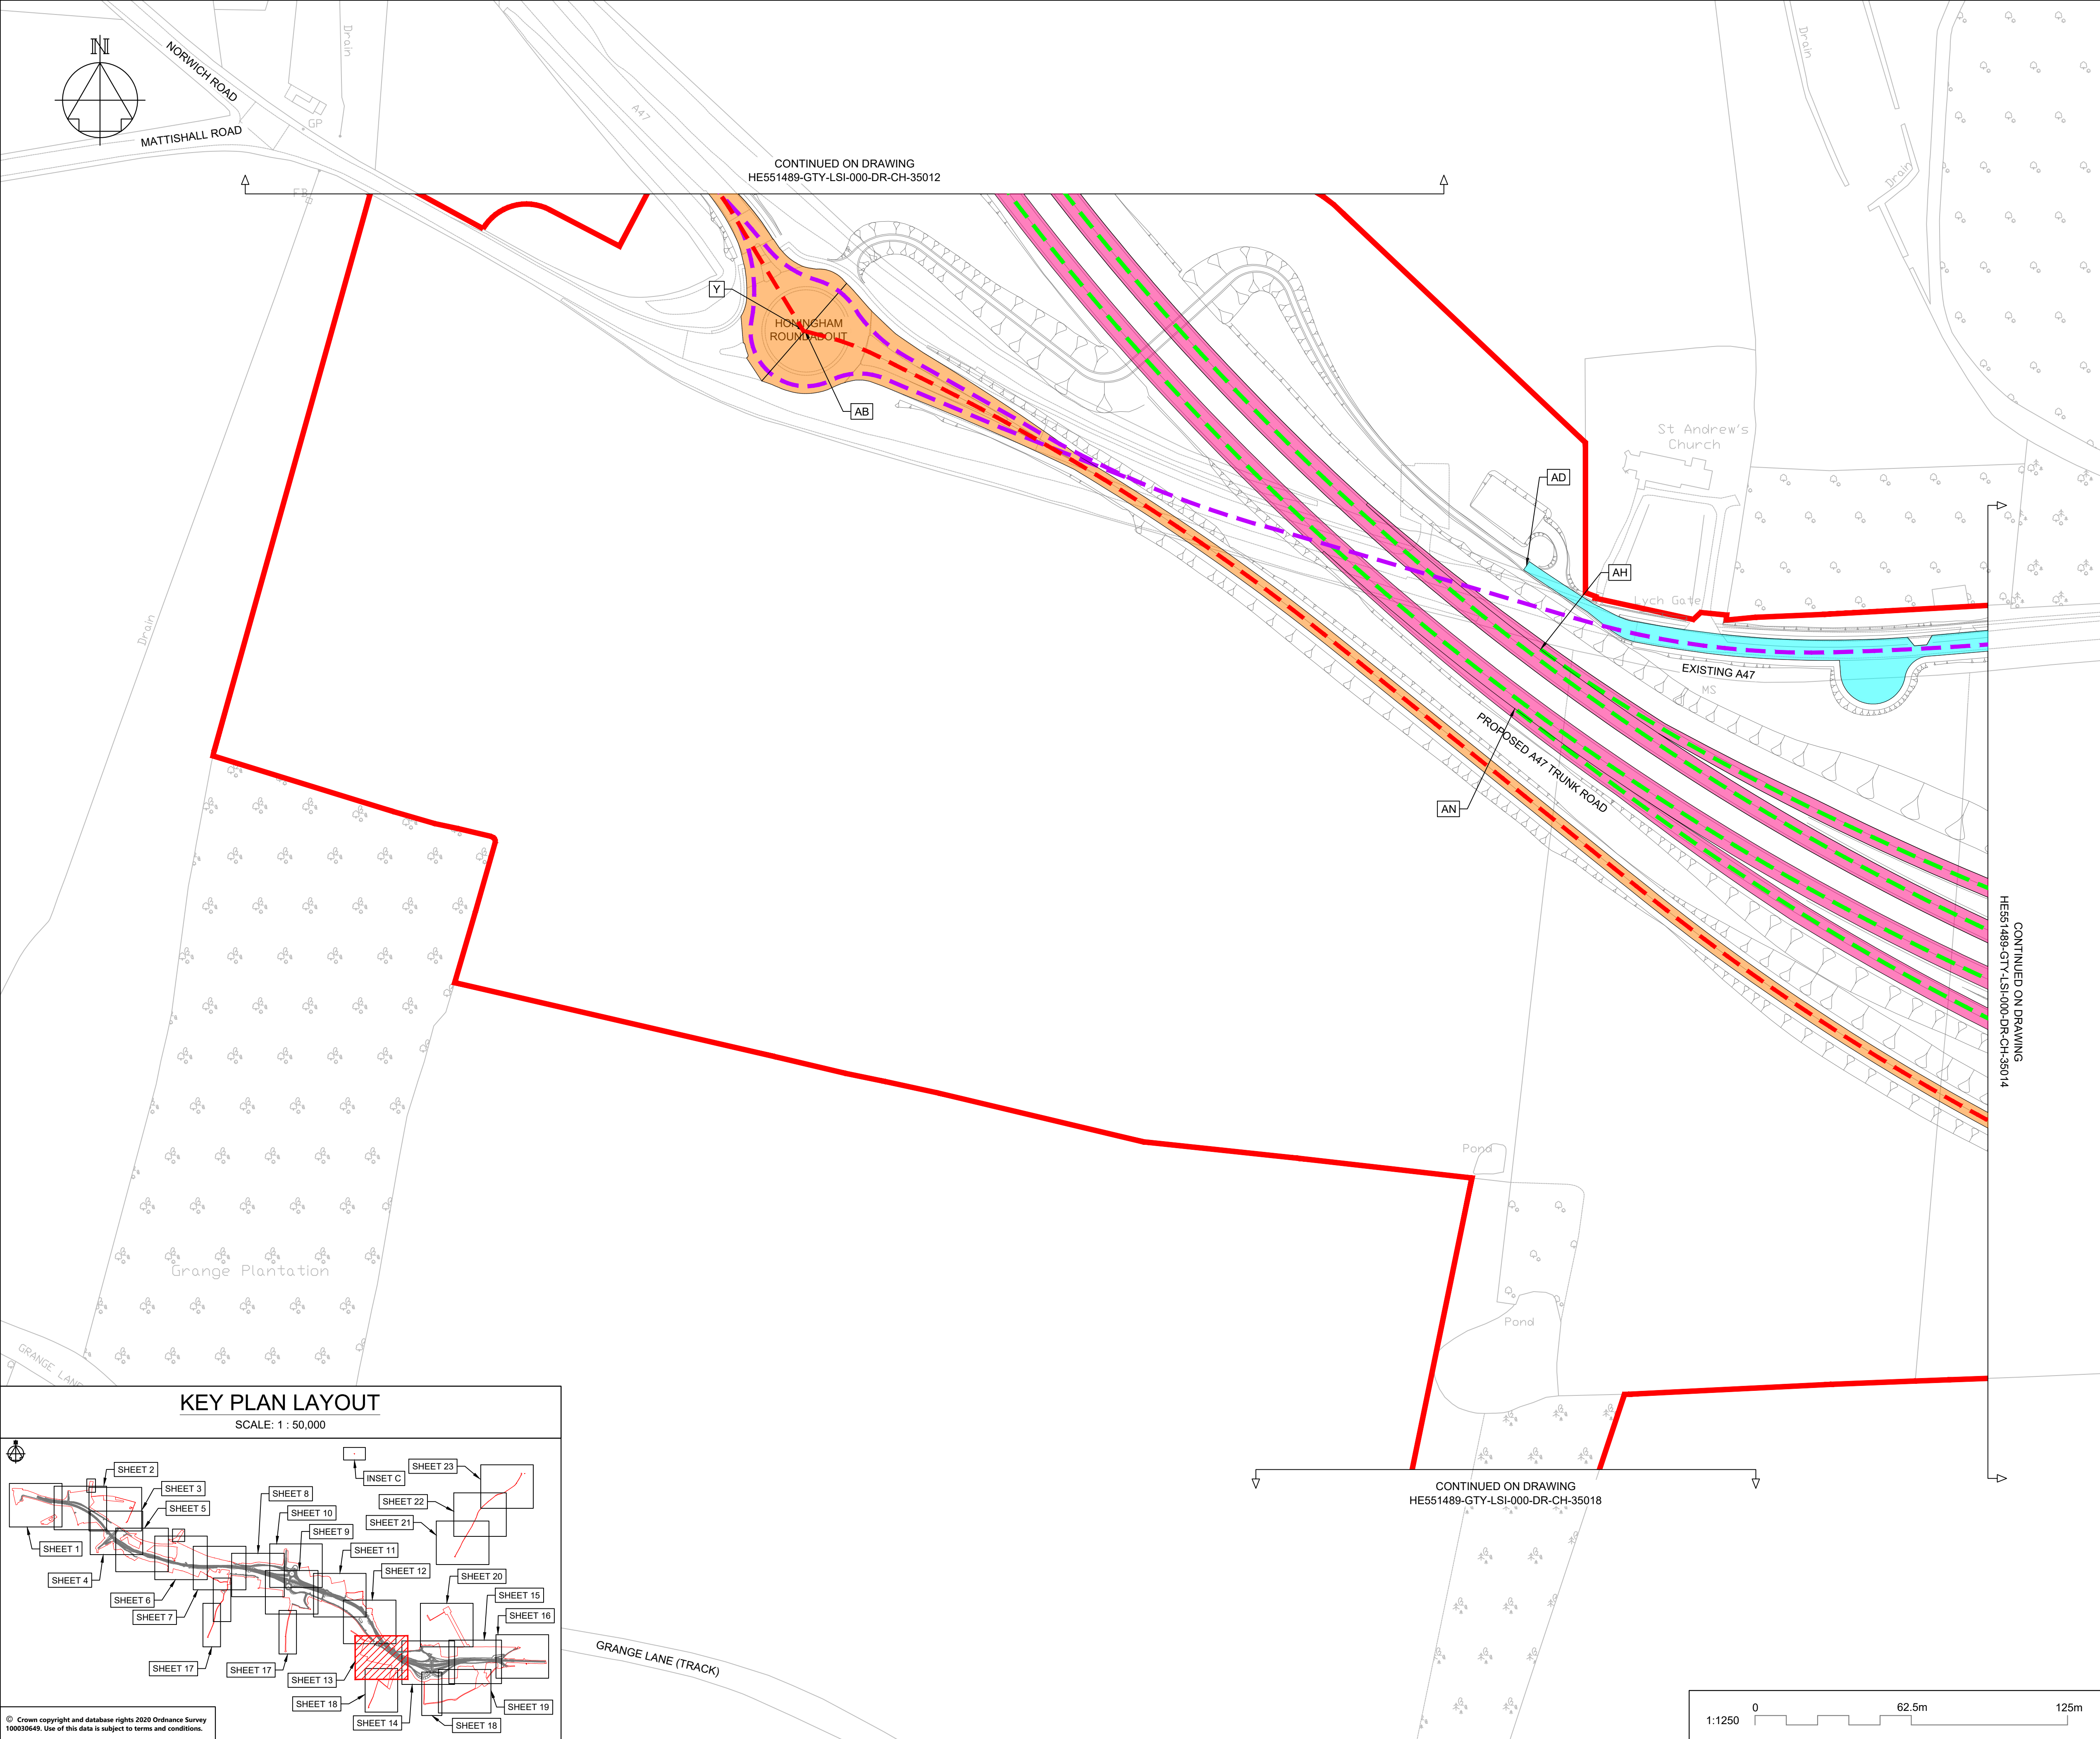 N
NORWICH ROAD
MATTISHALL ROAD
Drain
GP
FB
A47
CONTINUED ON DRAWING
HE551489-GTY-LSI-000-DR-CH-35012
Drain
Drain
Y
HONINGHAM
ROUNDABOUT
AB
St Andrew's
Church
AD
AH
Lych Gate
EXISTING A47
MS
PROPOSED A47 TRUNK ROAD
AN
Drain
CONTINUED ON DRAWING
HE551489-GTY-LSI-000-DR-CH-35014
Pond
Pond
Grange Plantation
GRANGE LANE
CONTINUED ON DRAWING
HE551489-GTY-LSI-000-DR-CH-35018
GRANGE LANE (TRACK)
KEY PLAN LAYOUT
SCALE: 1 : 50,000
SHEET 2
SHEET 3
SHEET 5
SHEET 1
SHEET 4
SHEET 6
SHEET 7
SHEET 8
SHEET 10
SHEET 9
SHEET 11
SHEET 12
INSET C
SHEET 23
SHEET 22
SHEET 21
SHEET 20
SHEET 15
SHEET 16
SHEET 17
SHEET 17
SHEET 13
SHEET 18
SHEET 14
SHEET 18
SHEET 19
© Crown copyright and database rights 2020 Ordnance Survey
100030649. Use of this data is subject to terms and conditions.
1:1250
0
62.5m
125m